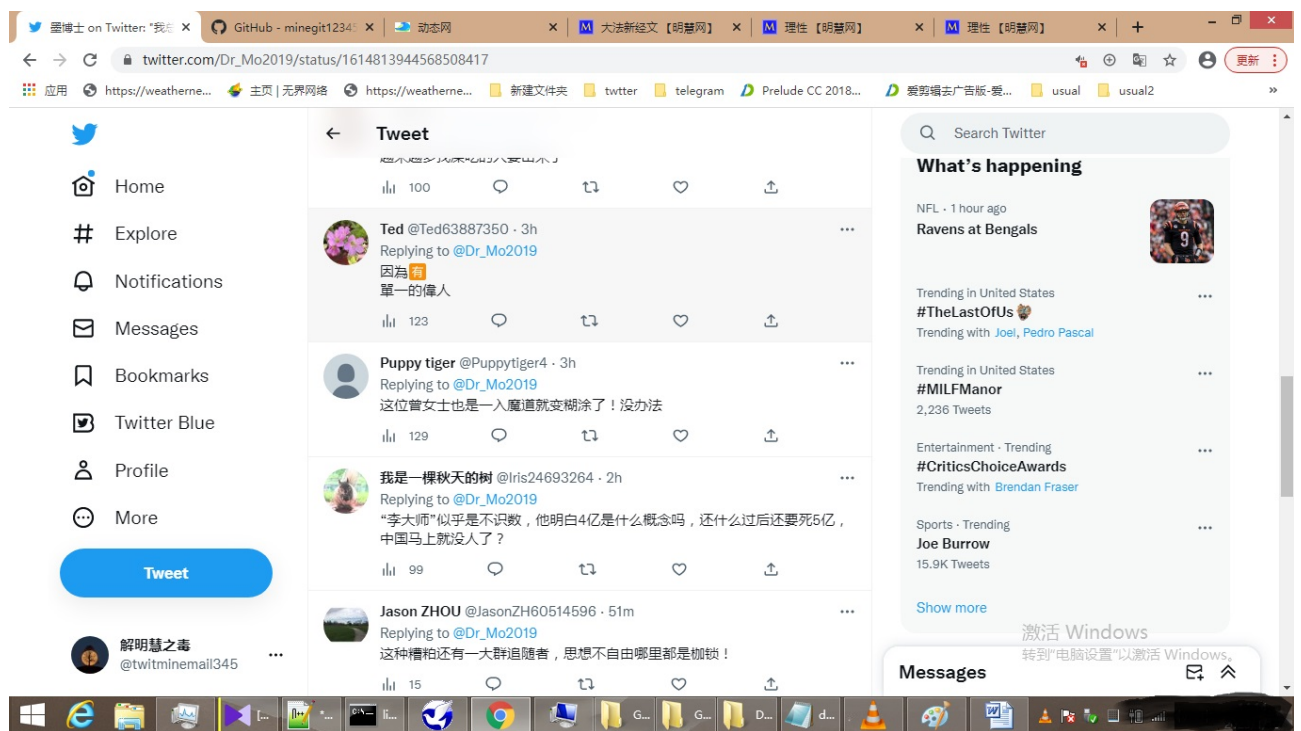 墨博士 on Twitter: "我忘
GitHub - minegit12345
动态网
大法新经文【明慧网】
理性 【明慧网】
理性 【明慧网】
twitter.com/Dr_Mo2019/status/1614813944568508417
更新
应用
https://weatherne...
主页 | 无界网络
https://weatherne...
新建文件夹
twtter
telegram
Prelude CC 2018...
爱剪辑去广告版-爱...
usual
usual2
»
Home
Explore
Notifications
Messages
Bookmarks
Twitter Blue
Profile
More
Tweet
解明慧之毒
@twitminemail345
Tweet
100
Ted @Ted63887350 · 3h
Replying to @Dr_Mo2019
因為🈶
單一的偉人
123
Puppy tiger @Puppytiger4 · 3h
Replying to @Dr_Mo2019
这位曾女士也是一入魔道就变糊涂了！没办法
129
我是一棵秋天的树 @Iris24693264 · 2h
Replying to @Dr_Mo2019
“李大师”似乎是不识数，他明白4亿是什么概念吗，还什么过后还要死5亿，
中国马上就没人了？
99
Jason ZHOU @JasonZH60514596 · 51m
Replying to @Dr_Mo2019
这种糟粕还有一大群追随者，思想不自由哪里都是枷锁！
15
Search Twitter
What's happening
NFL · 1 hour ago
Ravens at Bengals
Trending in United States
#TheLastOfUs
Trending with Joel, Pedro Pascal
Trending in United States
#MILFManor
2,236 Tweets
Entertainment · Trending
#CriticsChoiceAwards
Trending with Brendan Fraser
Sports · Trending
Joe Burrow
15.9K Tweets
Show more
激活 Windows
转到“电脑设置”以激活 Windows。
Messages
[...
"...
li...
G...
G...
D...
d...